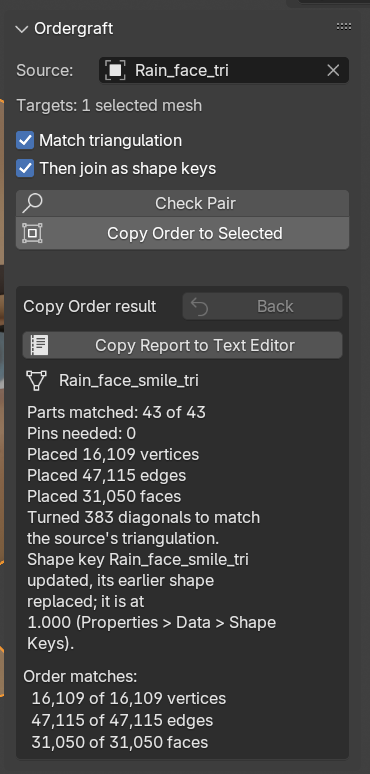 Ordergraft
Source: Rain_face_tri
Targets: 1 selected mesh
Match triangulation
Then join as shape keys
Check Pair
Copy Order to Selected
Copy Order result Back
Copy Report to Text Editor
Rain_face_smile_tri
Parts matched: 43 of 43
Pins needed: 0
Placed 16,109 vertices
Placed 47,115 edges
Placed 31,050 faces
Turned 383 diagonals to match
the source's triangulation.
Shape key Rain_face_smile_tri
updated, its earlier shape
replaced; it is at
1.000 (Properties > Data > Shape
Keys).
Order matches:
16,109 of 16,109 vertices
47,115 of 47,115 edges
31,050 of 31,050 faces